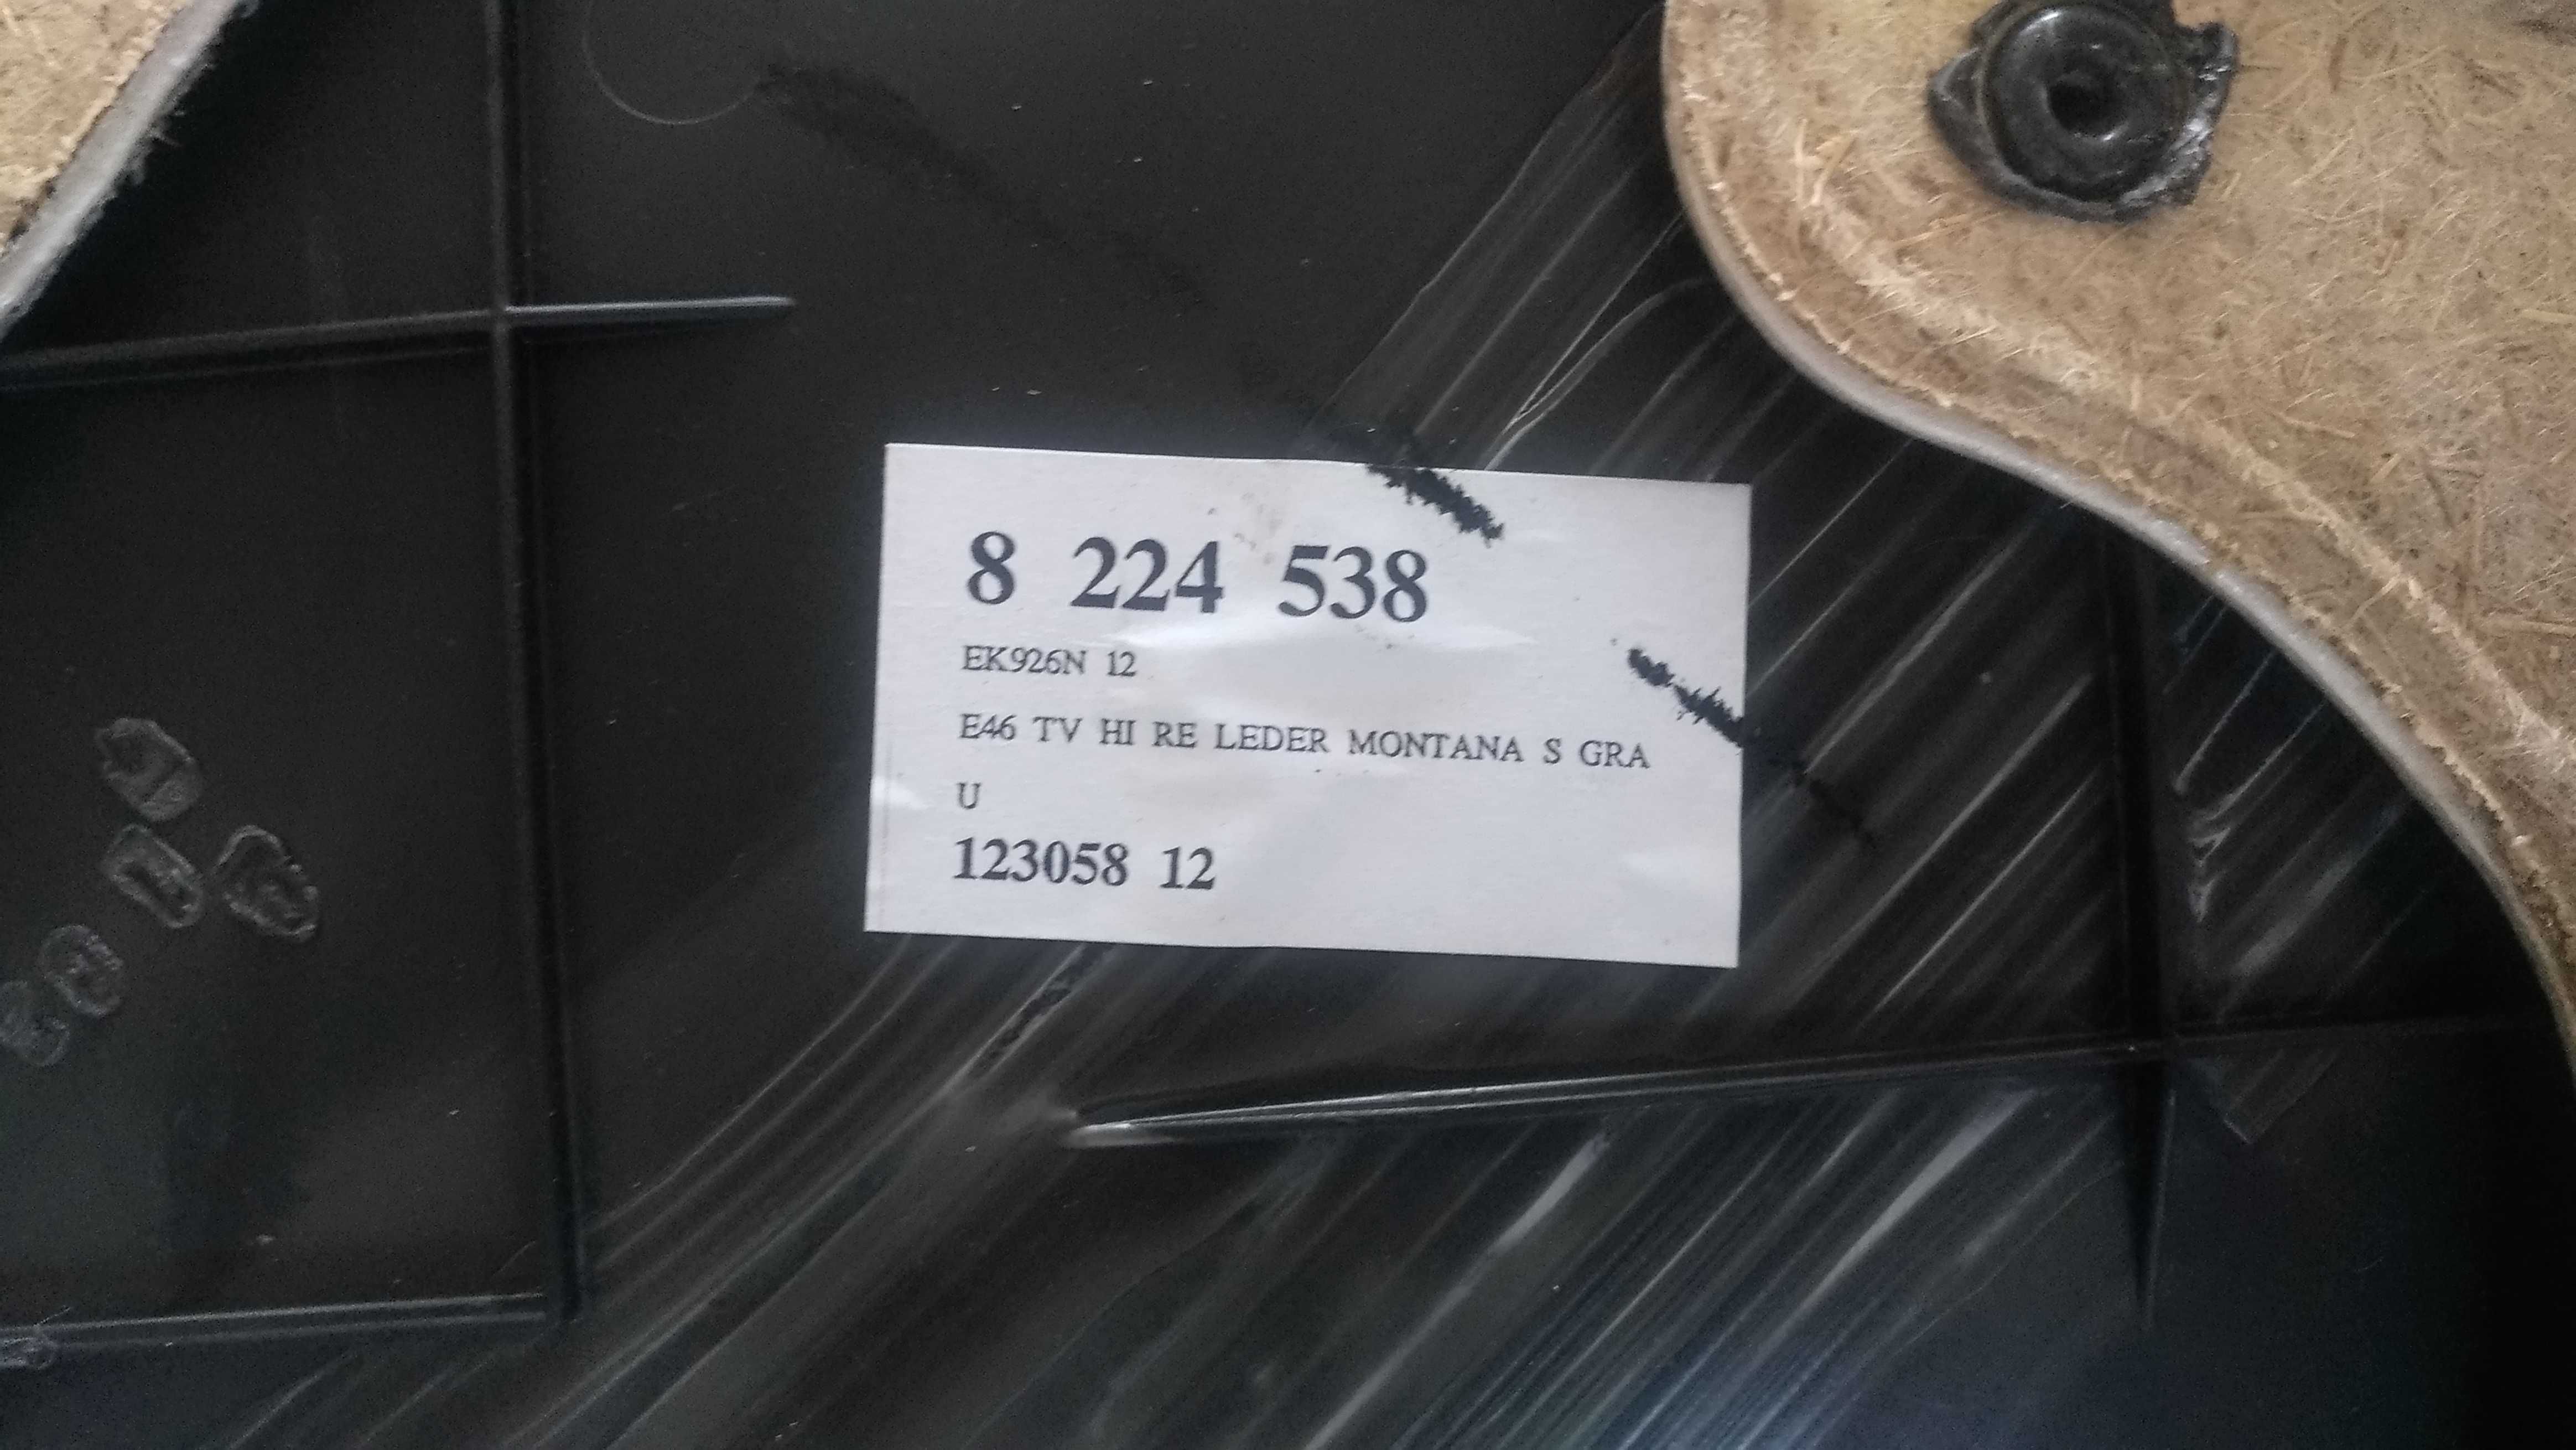 8 224 538
EK926N 12
E46 TV HI RE LEDER MONTANA S GRA
U
123058 12